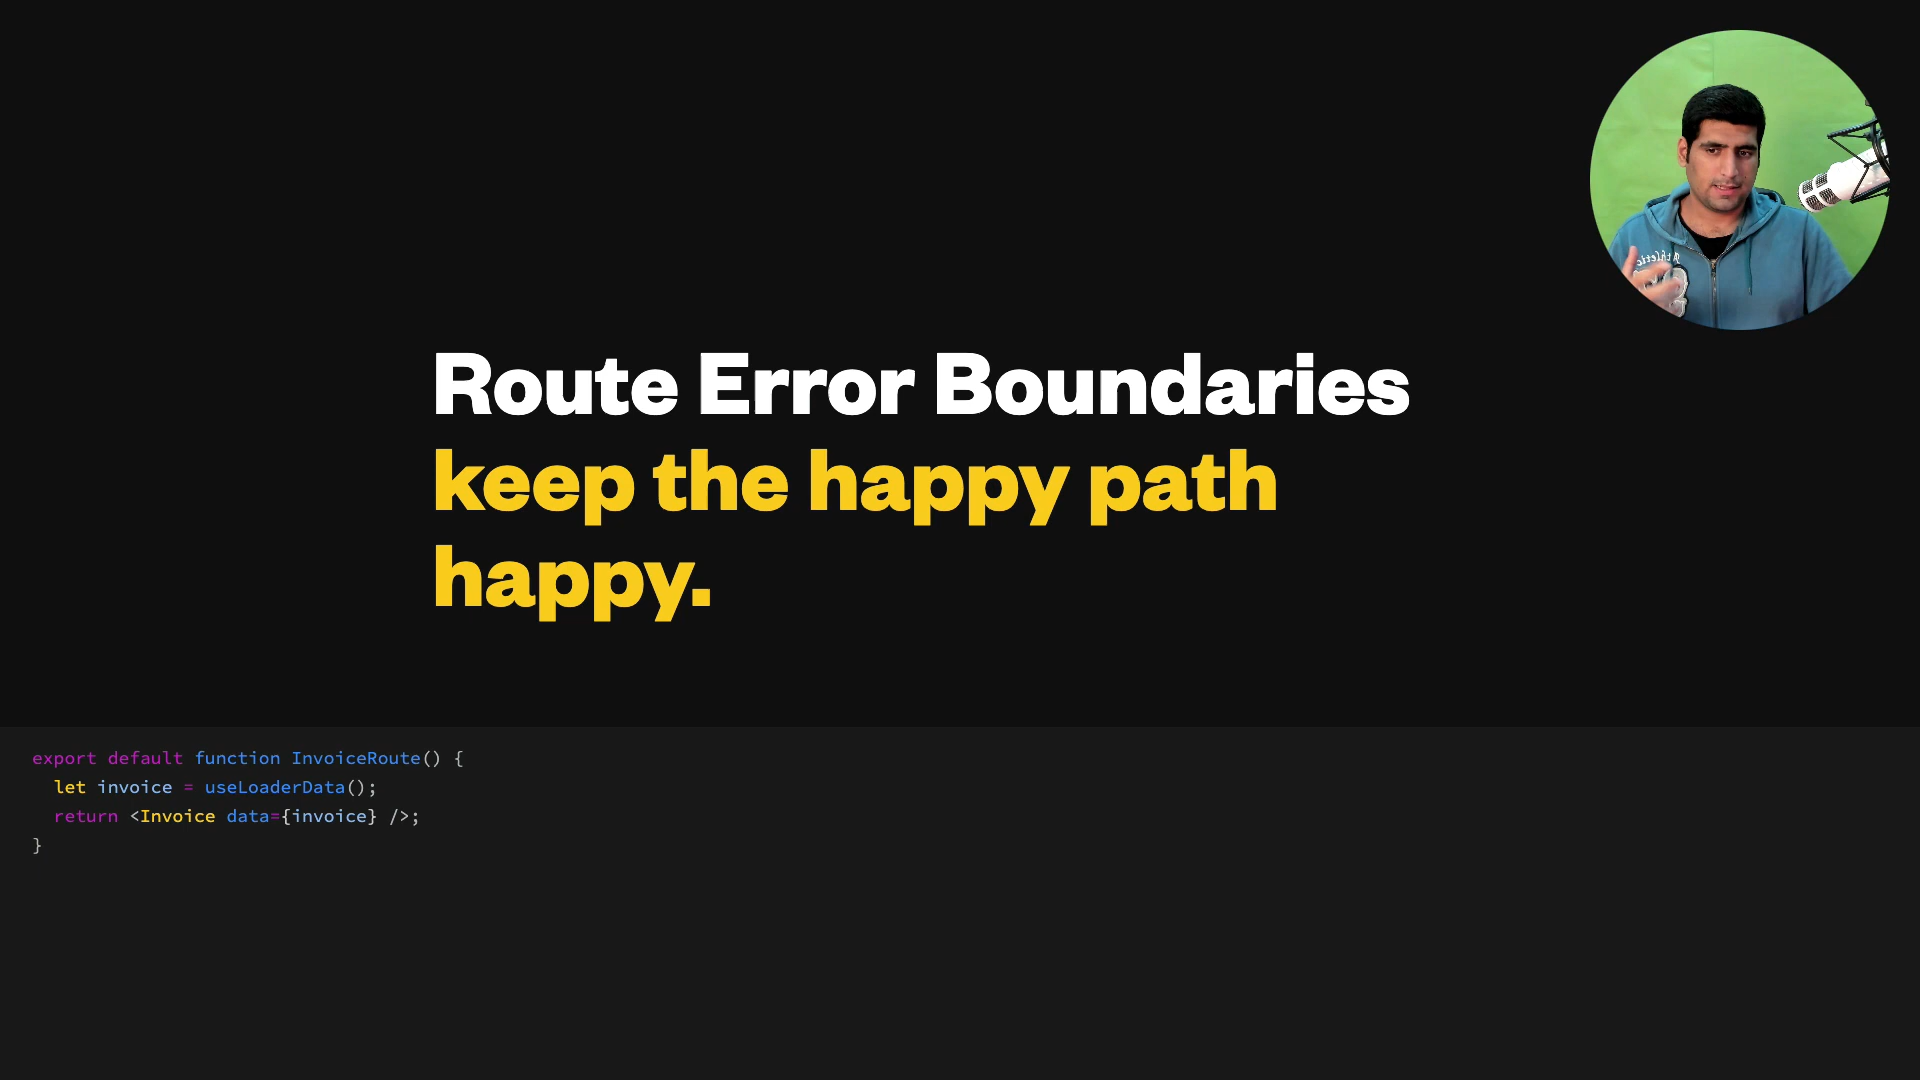 Route Error Boundaries
keep the happy path
happy.
export default function InvoiceRoute() {
  let invoice = useLoaderData();
  return <Invoice data={invoice} />;
}